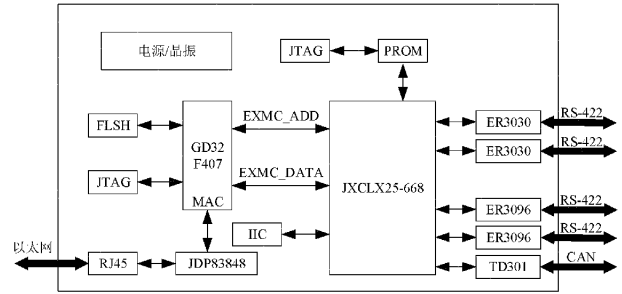 电源/晶振
JTAG
PROM
FLSH
GD32
F407
EXMC_ADD
EXMC_DATA
JXCLX25-668
ER3030
RS-422
ER3030
RS-422
JTAG
MAC
IIC
ER3096
RS-422
ER3096
RS-422
以太网
RJ45
JDP83848
TD301
CAN